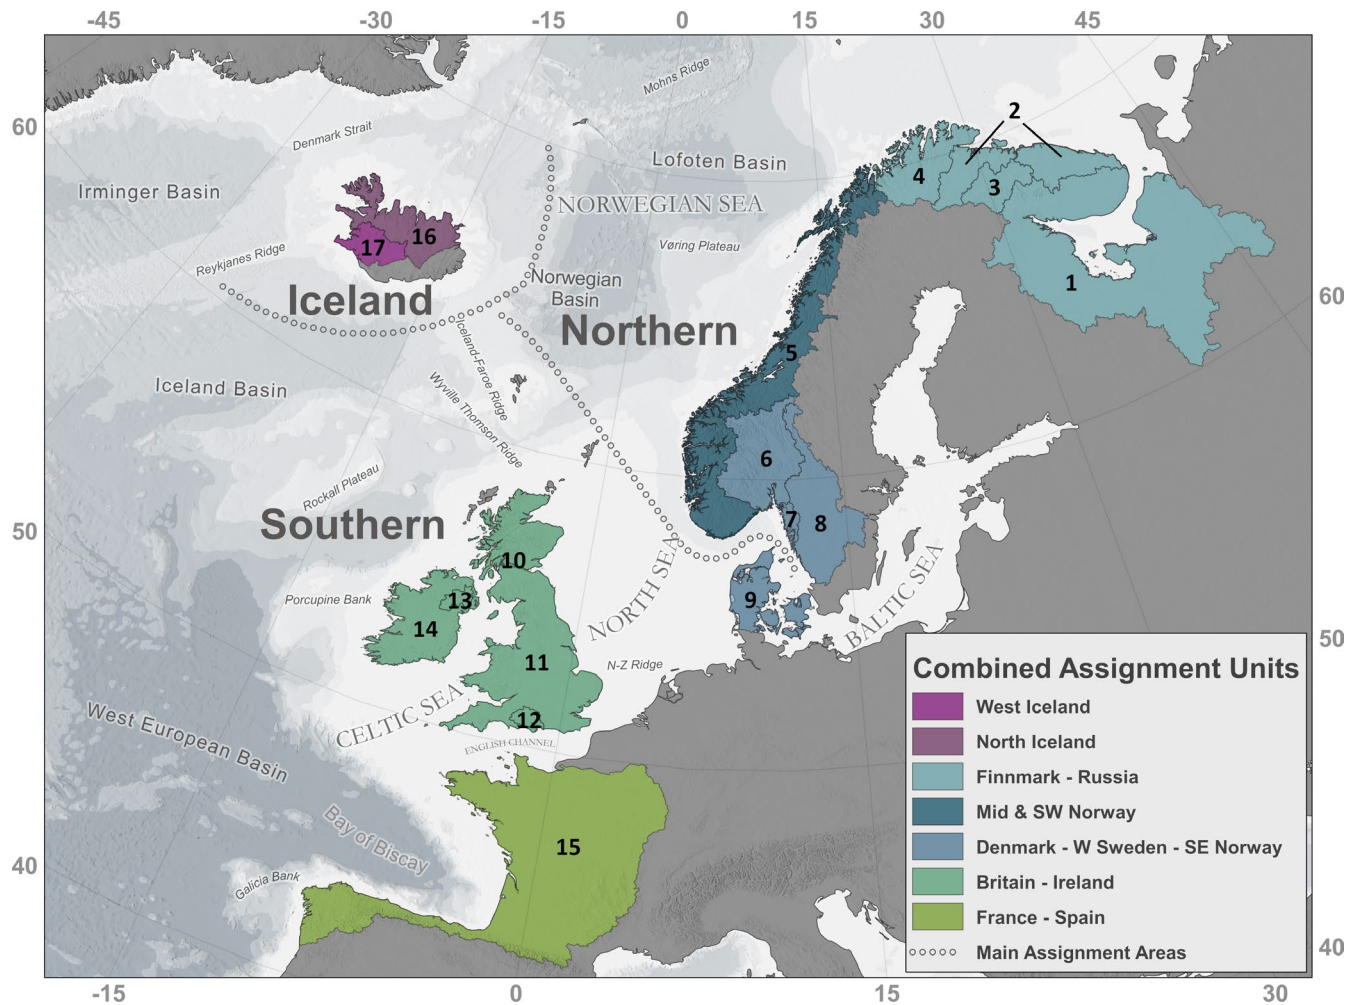 -45 -30 -15 0 15 30 45
Mohns Ridge
2
60
Denmark Strait
Lofoten Basin
4
3
Irminger Basin
NORWEGIAN SEA
16
17
Vøring Plateau
Reykjanes Ridge
Norwegian
Basin
1
60
Iceland
Northern
Iceland-Faroe Ridge
5
Iceland Basin
Wyville Thomson Ridge
6
Rockall Plateau
Southern
7
8
50
10
NORTH SEA
BALTIC SEA
Porcupine Bank
13
9
14
50
11
N-Z Ridge
CELTIC SEA
12
ENGLISH CHANNEL
West European Basin
Bay of Biscay
15
40
Galicia Bank
Combined Assignment Units
West Iceland
North Iceland
Finnmark - Russia
Mid & SW Norway
Denmark - W Sweden - SE Norway
Britain - Ireland
France - Spain
Main Assignment Areas
40
-15 0 15 30